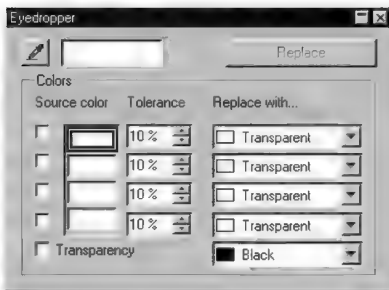 Eyedropper
Replace
Colors
Source color Tolerance Replace with...
10 % Transparent
10 % Transparent
10 % Transparent
10 % Transparent
Transparency Black